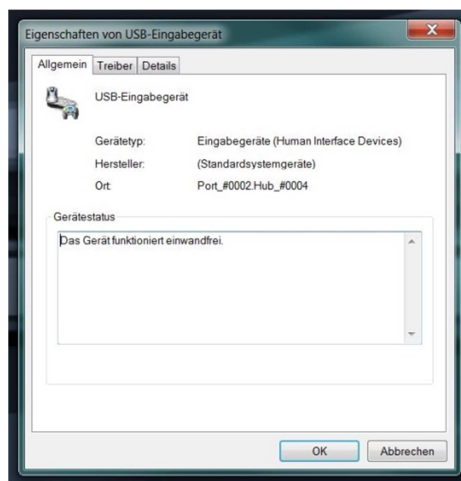 Eigenschaften von USB-Eingabegerät
Allgemein Treiber Details
USB-Eingabegerät
Gerätetyp: Eingabegeräte (Human Interface Devices)
Hersteller: (Standardsystemgeräte)
Ort: Port_#0002.Hub_#0004
Gerätestatus
Das Gerät funktioniert einwandfrei.
OK Abbrechen